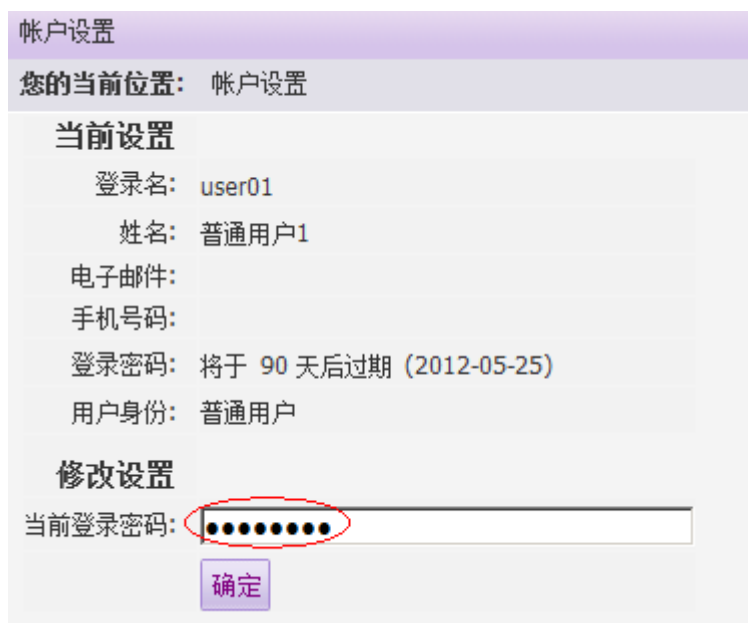 帐户设置
您的当前位置: 帐户设置
当前设置
登录名: user01
姓名: 普通用户1
电子邮件:
手机号码:
登录密码: 将于 90 天后过期 (2012-05-25)
用户身份: 普通用户
修改设置
当前登录密码: ●●●●●●●●
确定